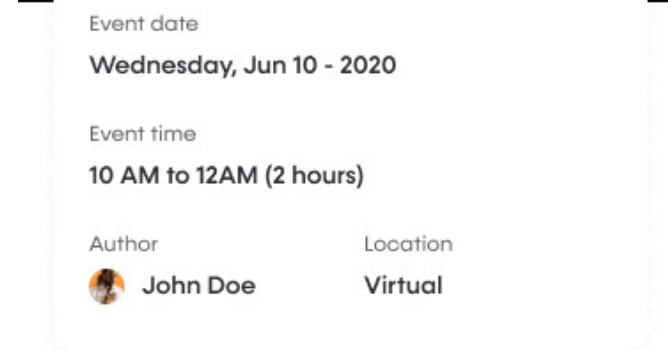 Event date
Wednesday, Jun 10 - 2020
Event time
10 AM to 12AM (2 hours)
Author
Location
John Doe
Virtual